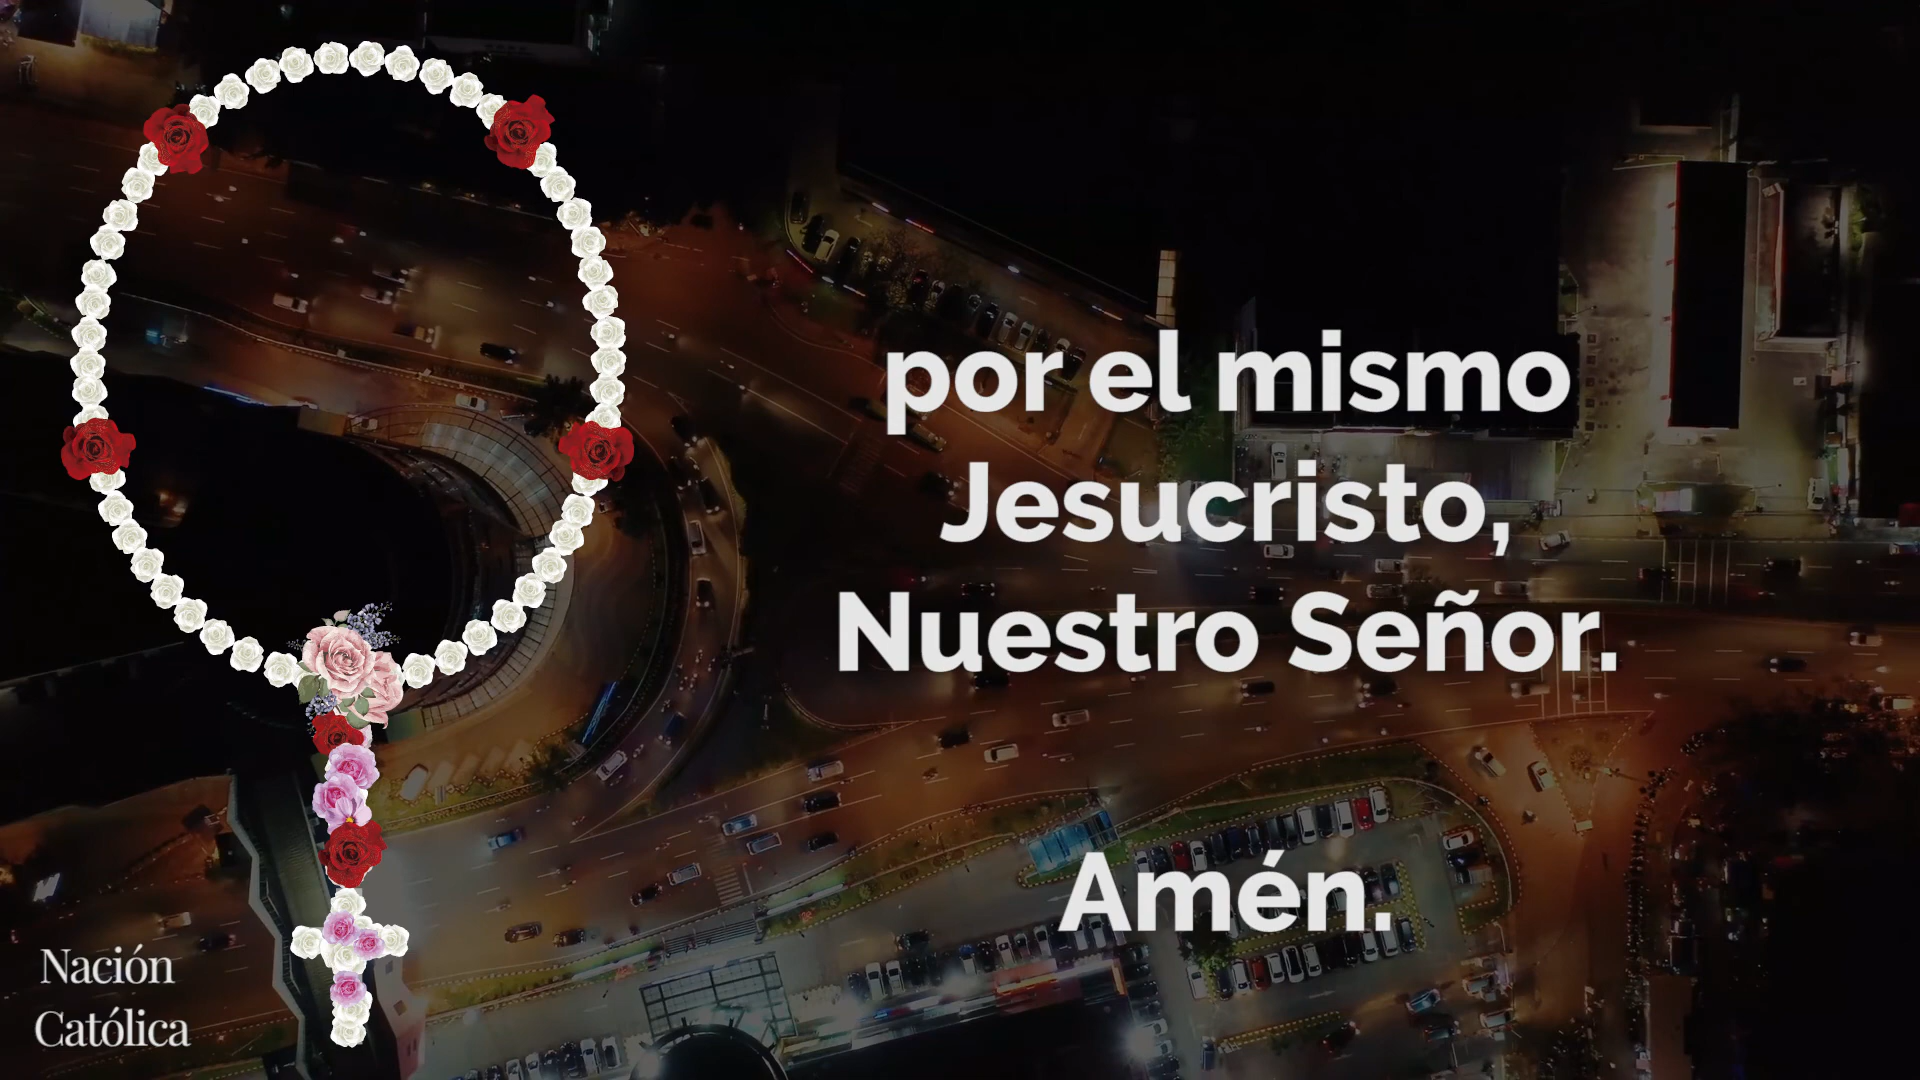 por el mismo
Jesucristo,
Nuestro Señor.
Amén.
Nación
Católica